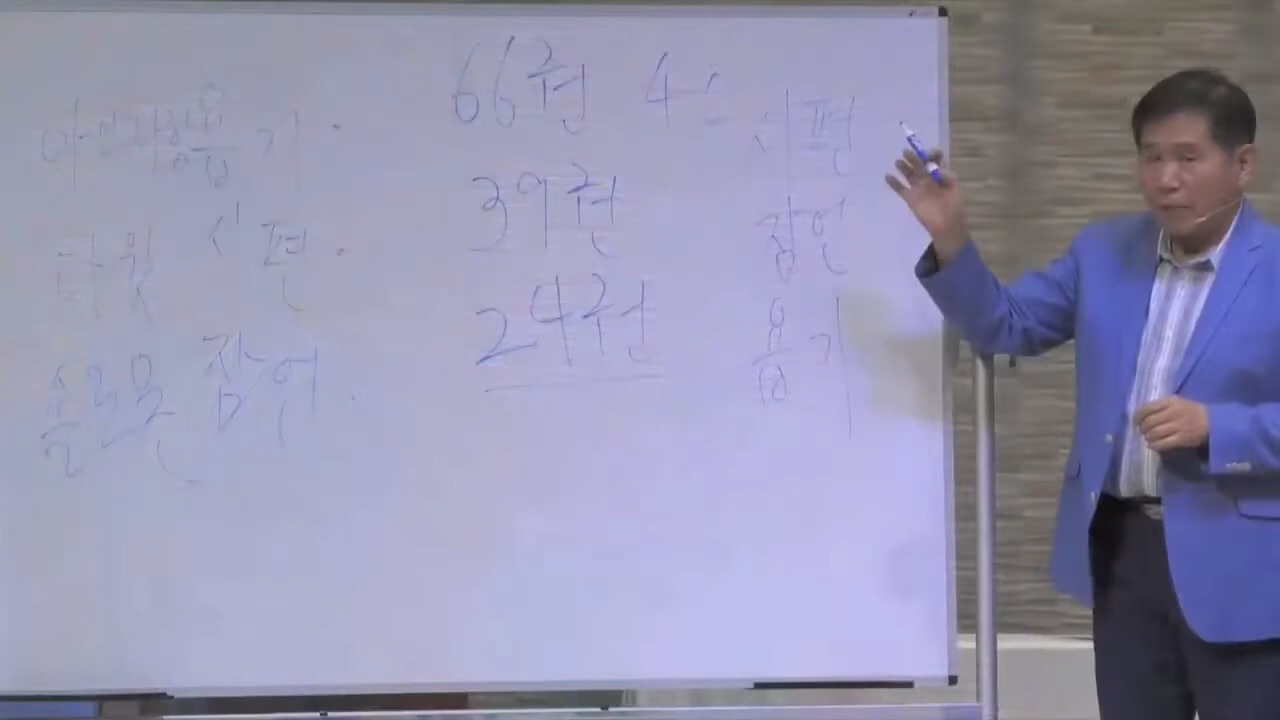 66권
39권
24권
다윗 시편
솔로몬 잠언
시편
잠언
욥기